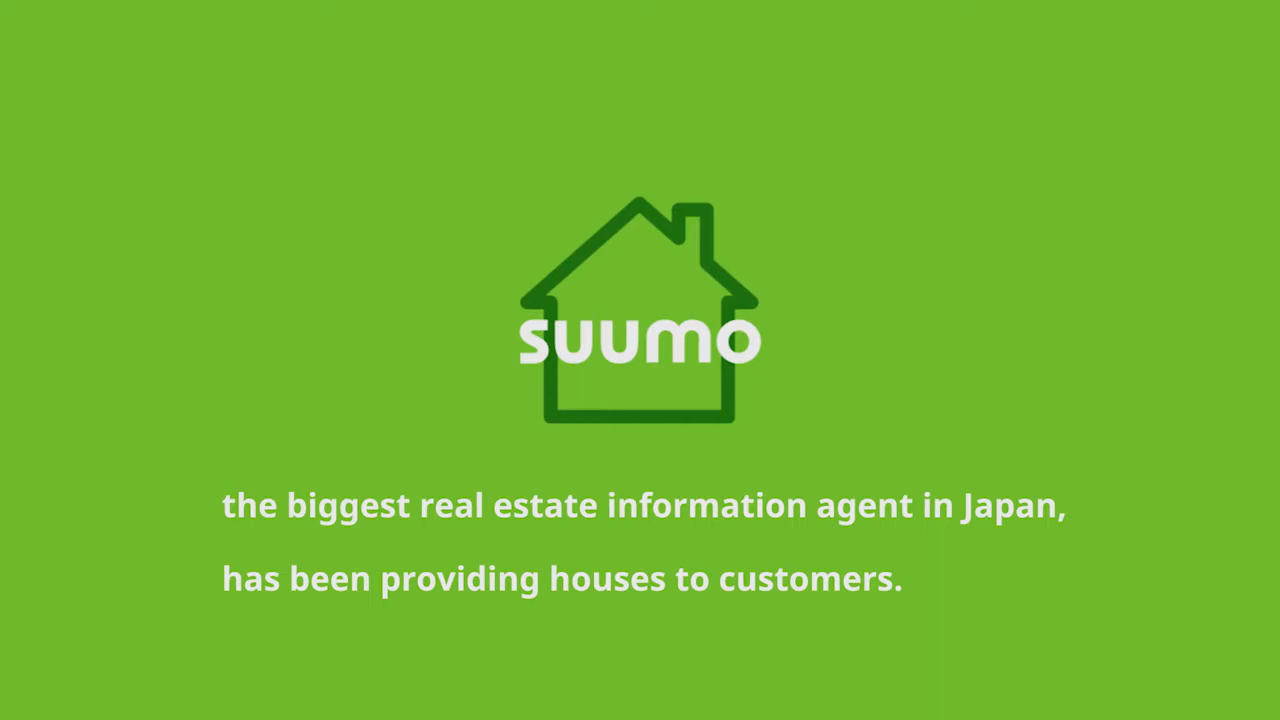 suumo
the biggest real estate information agent in Japan,
has been providing houses to customers.